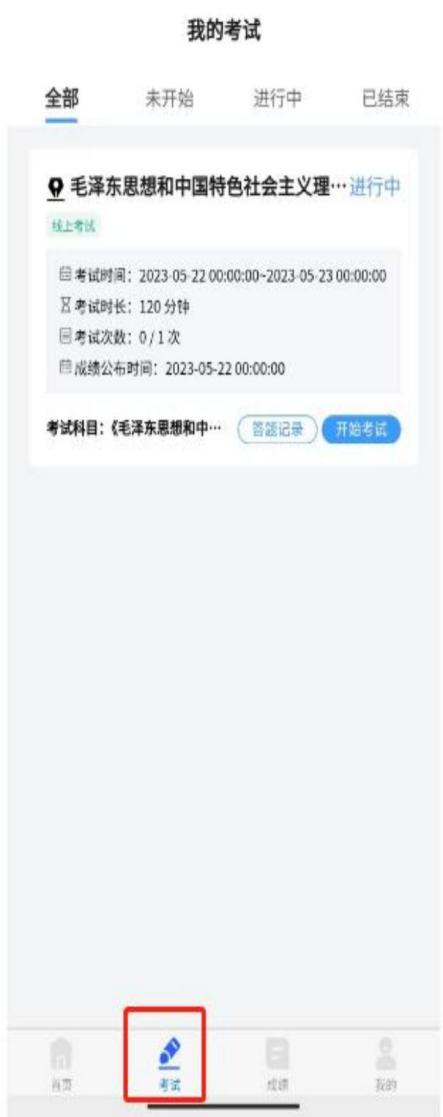 我的考试
全部 未开始 进行中 已结束
毛泽东思想和中国特色社会主义理… 进行中
线上考试
考试时间：2023-05-22 00:00:00~2023-05-23 00:00:00
考试时长：120 分钟
考试次数：0 / 1 次
成绩公布时间：2023-05-22 00:00:00
考试科目：《毛泽东思想和中… 答题记录 开始考试
首页 考试 成绩 我的